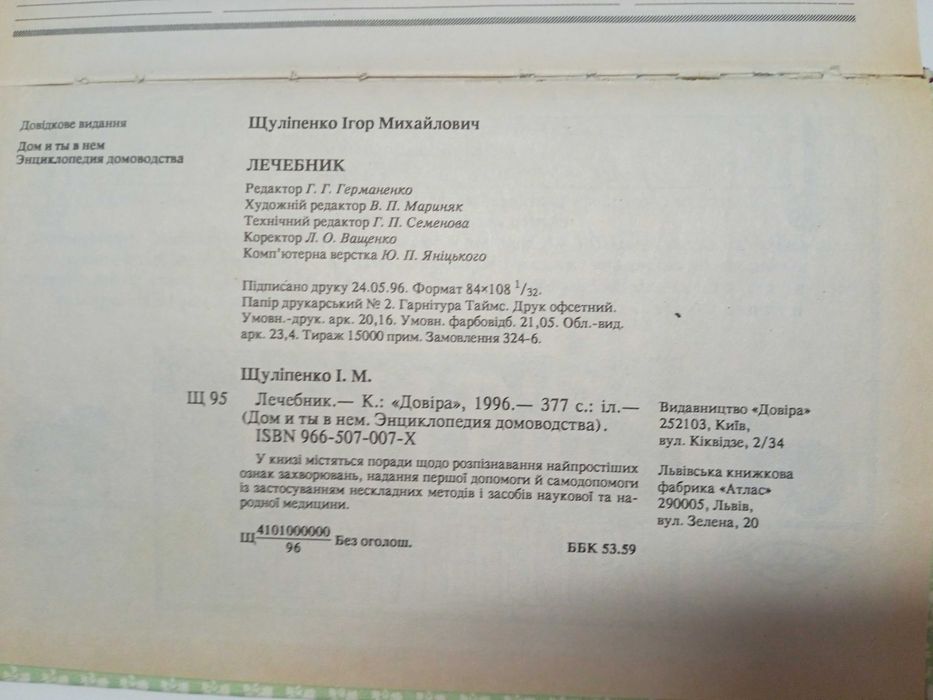 Довідкове видання
Дом и ты в нем
Энциклопедия домоводства
Щуліпенко Ігор Михайлович
ЛЕЧЕБНИК
Редактор Г. Г. Германенко
Художній редактор В. П. Мариняк
Технічний редактор Г. П. Семенова
Коректор Л. О. Ващенко
Комп’ютерна верстка Ю. П. Яніцького
Підписано друку 24.05.96. Формат 84×108 1/32.
Папір друкарський № 2. Гарнітура Таймс. Друк офсетний.
Умовн.-друк. арк. 20,16. Умовн. фарбовідб. 21,05. Обл.-вид.
арк. 23,4. Тираж 15000 прим. Замовлення 324-6.
Щуліпенко І. М.
Щ 95 Лечебник.— К.: «Довіра», 1996.— 377 с.: іл.—
(Дом и ты в нем. Энциклопедия домоводства).
ISBN 966-507-007-X
У книзі містяться поради щодо розпізнавання найпростіших
ознак захворювань, надання першої допомоги й самодопомоги
із застосуванням нескладних методів і засобів наукової та на-
родної медицини.
Щ 4101000000/96 Без оголош.
ББК 53.59
Видавництво «Довіра»
252103, Київ,
вул. Кіквідзе, 2/34
Львівська книжкова
фабрика «Атлас»
290005, Львів,
вул. Зелена, 20